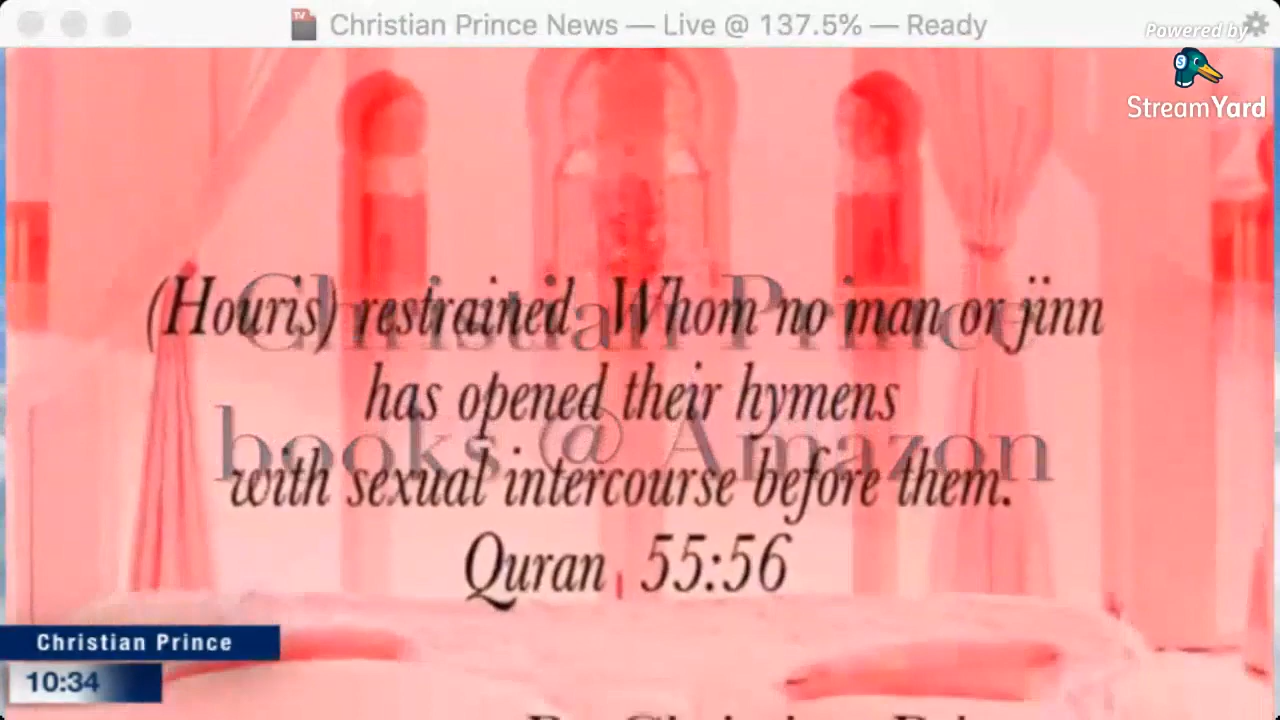 Christian Prince News — Live @ 137.5% — Ready
Powered by
StreamYard
(Houris) restrained. Whom no man or jinn
has opened their hymens
with sexual intercourse before them.
Quran 55:56
Christian Prince
books @ Amazon
Christian Prince
10:34